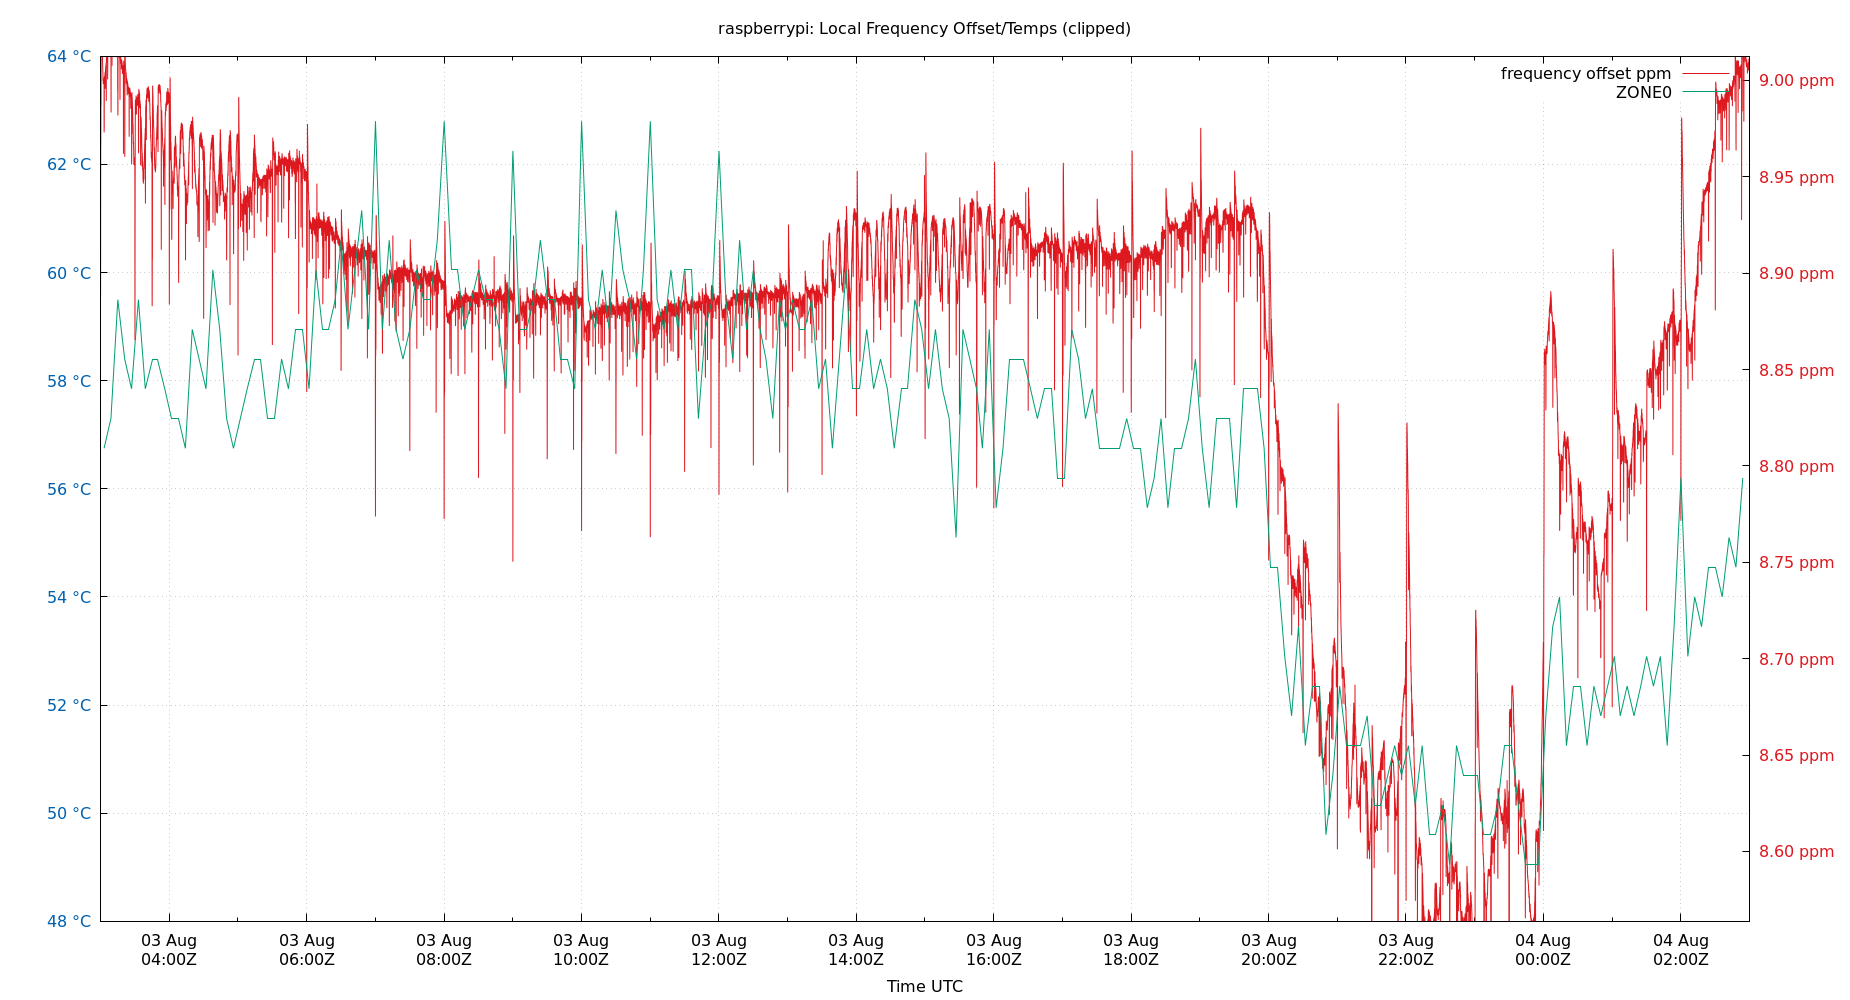 raspberrypi: Local Frequency Offset/Temps (clipped)
64 °C
62 °C
60 °C
58 °C
56 °C
54 °C
52 °C
50 °C
48 °C
frequency offset ppm
ZONE0
9.00 ppm
8.95 ppm
8.90 ppm
8.85 ppm
8.80 ppm
8.75 ppm
8.70 ppm
8.65 ppm
8.60 ppm
03 Aug 03 Aug 03 Aug 03 Aug 03 Aug 03 Aug 03 Aug 03 Aug 03 Aug 03 Aug 04 Aug 04 Aug
04:00Z 06:00Z 08:00Z 10:00Z 12:00Z 14:00Z 16:00Z 18:00Z 20:00Z 22:00Z 00:00Z 02:00Z
Time UTC